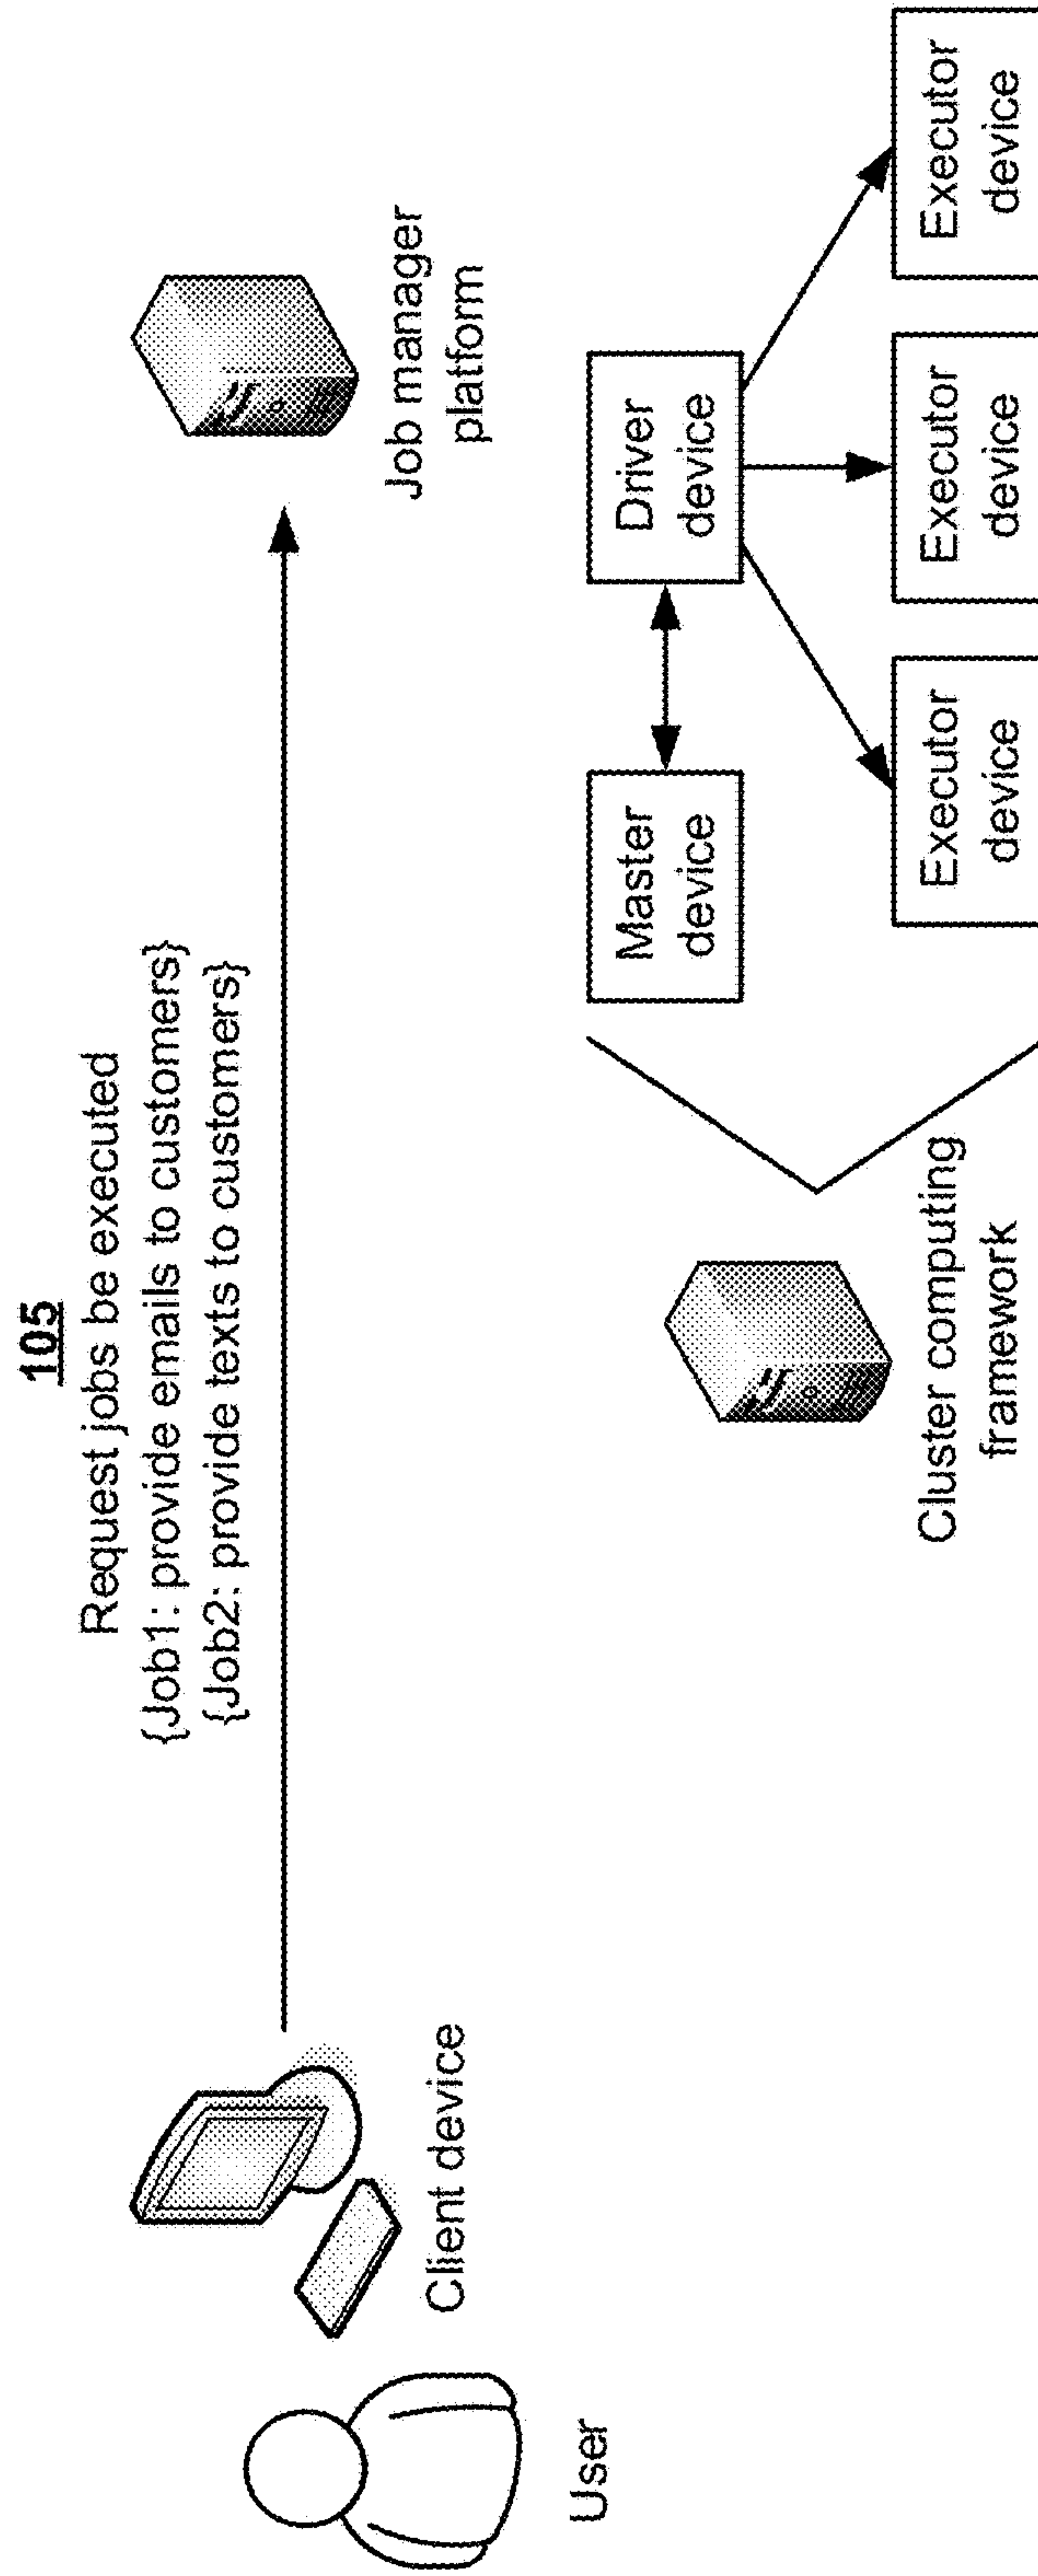 105
Request jobs be executed
{Job1: provide emails to customers}
{Job2: provide texts to customers}
User
Client device
Job manager
platform
Cluster computing
framework
Master
device
Driver
device
Executor
device
Executor
device
Executor
device